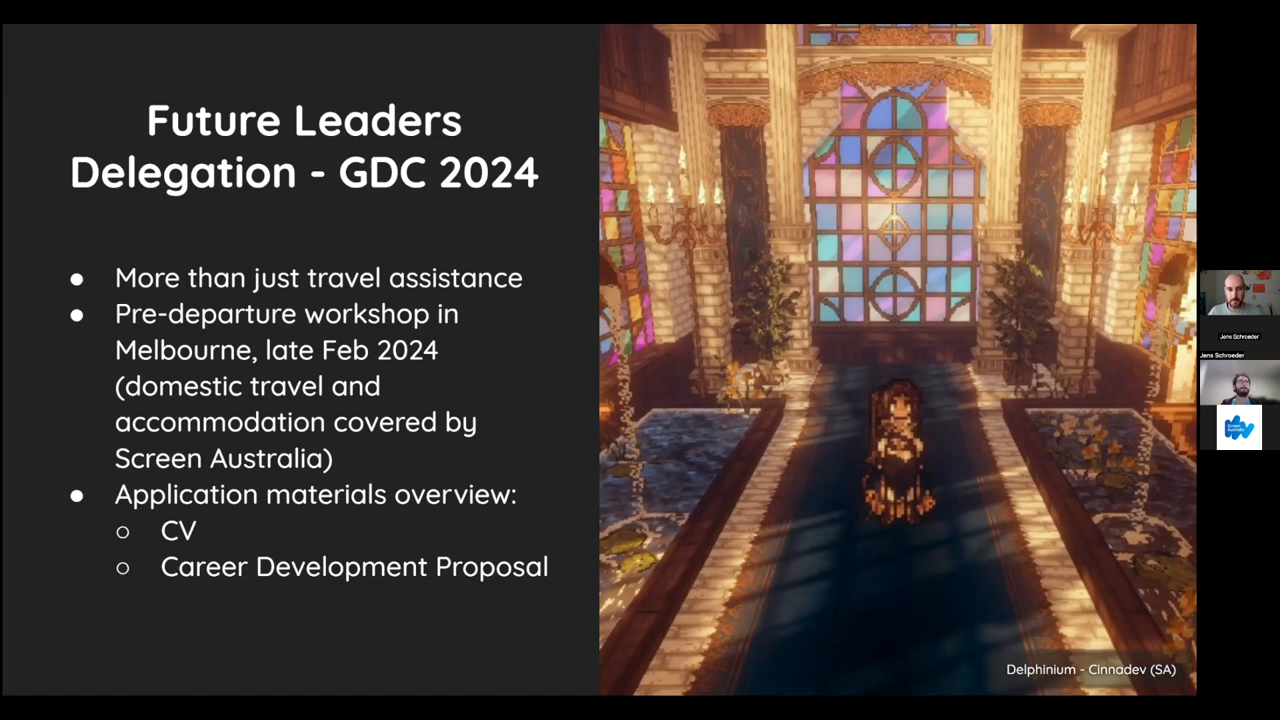 Future Leaders
Delegation - GDC 2024
● More than just travel assistance
● Pre-departure workshop in
Melbourne, late Feb 2024
(domestic travel and
accommodation covered by
Screen Australia)
● Application materials overview:
○ CV
○ Career Development Proposal
Delphinium - Cinnadev (SA)
Jens Schroeder
Jens Schroeder
Screen
Australia